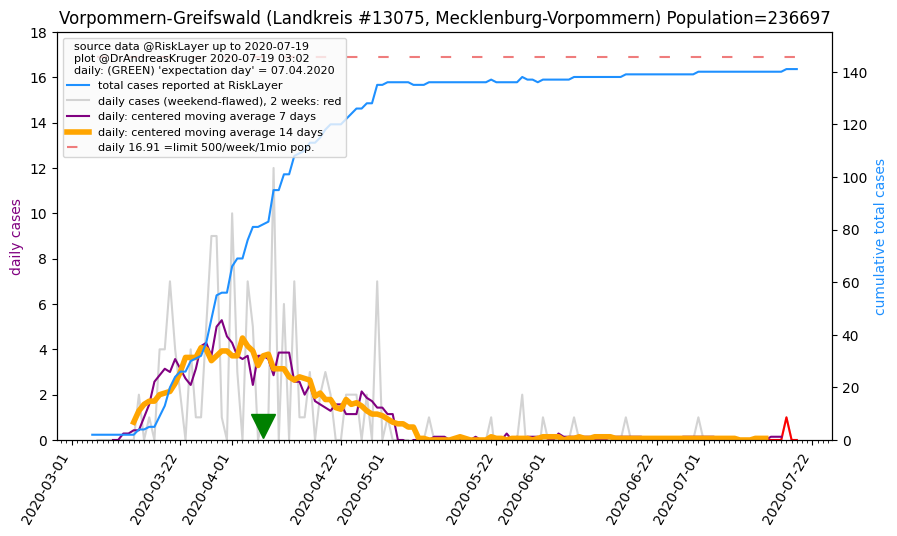 Vorpommern-Greifswald (Landkreis #13075, Mecklenburg-Vorpommern) Population=236697
source data @RiskLayer up to 2020-07-19
plot @DrAndreasKruger 2020-07-19 03:02
daily: (GREEN) 'expectation day' = 07.04.2020
total cases reported at RiskLayer
daily cases (weekend-flawed), 2 weeks: red
daily: centered moving average 7 days
daily: centered moving average 14 days
daily 16.91 =limit 500/week/1mio pop.
daily cases
18
16
14
12
10
8
6
4
2
0
140
120
100
80
60
40
20
0
cumulative total cases
2020-03-01
2020-03-22
2020-04-01
2020-04-22
2020-05-01
2020-05-22
2020-06-01
2020-06-22
2020-07-01
2020-07-22